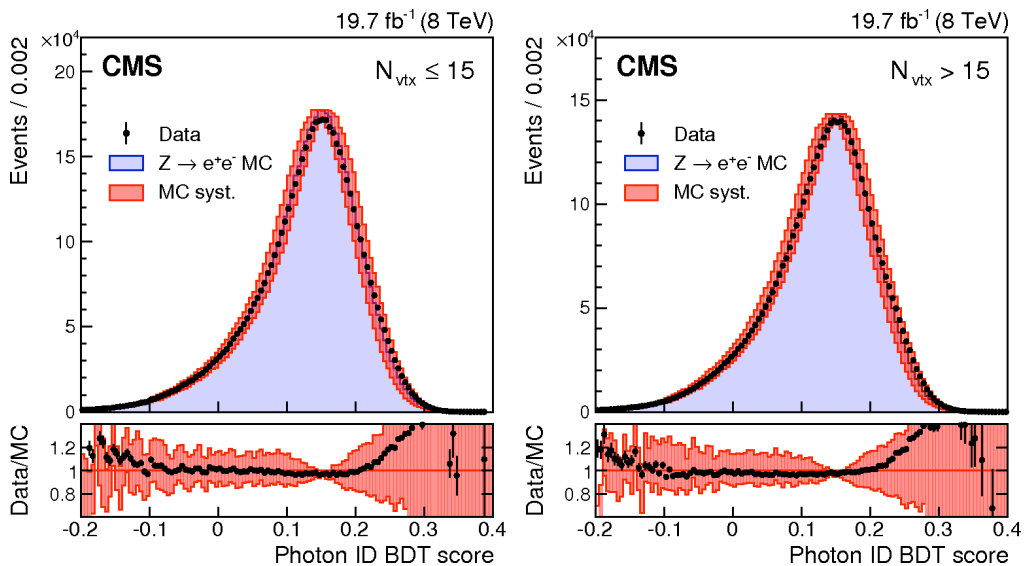 19.7 fb⁻¹ (8 TeV)
×10⁴
CMS
N_vtx ≤ 15
Data
Z → e⁺e⁻ MC
MC syst.
Events / 0.002
20
15
10
5
0
Data/MC
1.2
1
0.8
-0.2 -0.1 0 0.1 0.2 0.3 0.4
Photon ID BDT score
19.7 fb⁻¹ (8 TeV)
×10⁴
CMS
N_vtx > 15
Data
Z → e⁺e⁻ MC
MC syst.
Events / 0.002
15
10
5
0
Data/MC
1.2
1
0.8
-0.2 -0.1 0 0.1 0.2 0.3 0.4
Photon ID BDT score